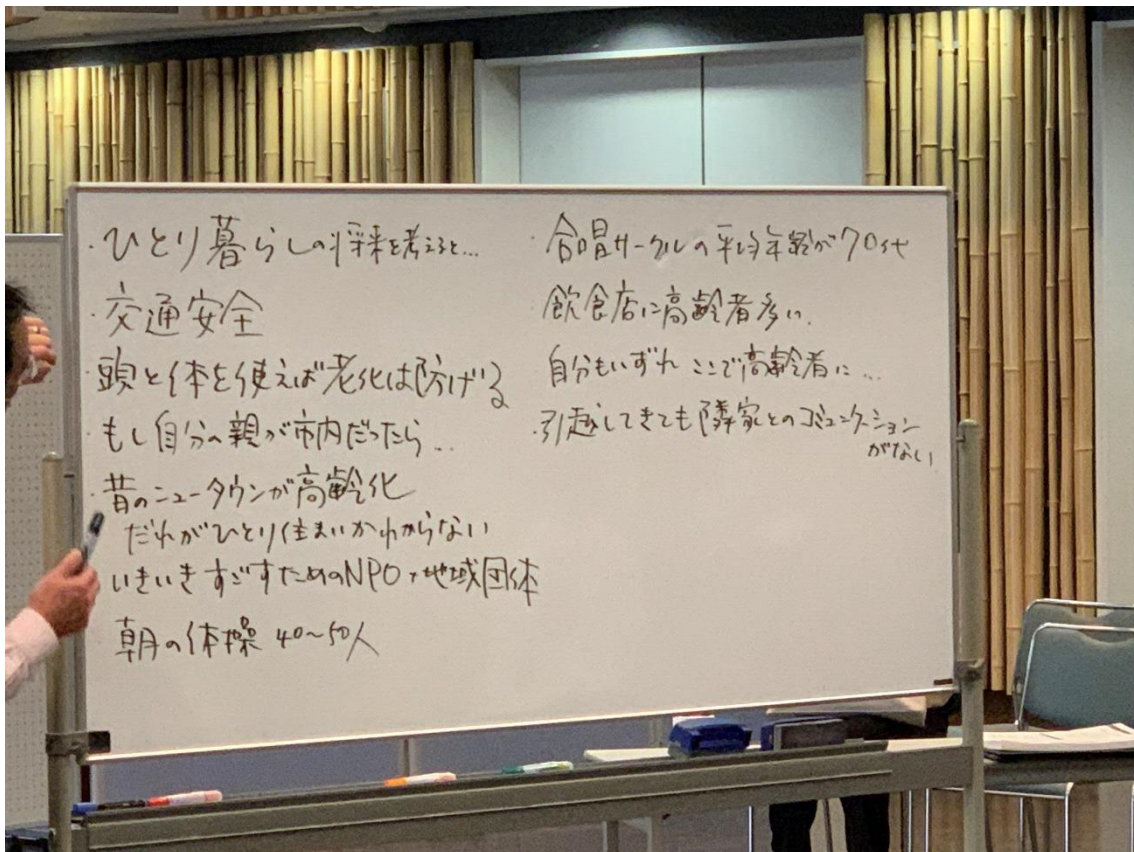 ・ひとり暮らしの将来を考えると…
・交通安全
・頭と体を使えば老化は防げる
・もし自分の親が市内だったら…
・昔のニュータウンが高齢化
だれがひとり住まいかわからない
いきいきすごすためのNPO・地域団体
朝の体操 40〜50人
・合唱サークルの平均年齢が70代
飲食店に高齢者多い.
自分もいずれここで高齢者に…
・引越してきても隣家とのコミュニケーション
がない